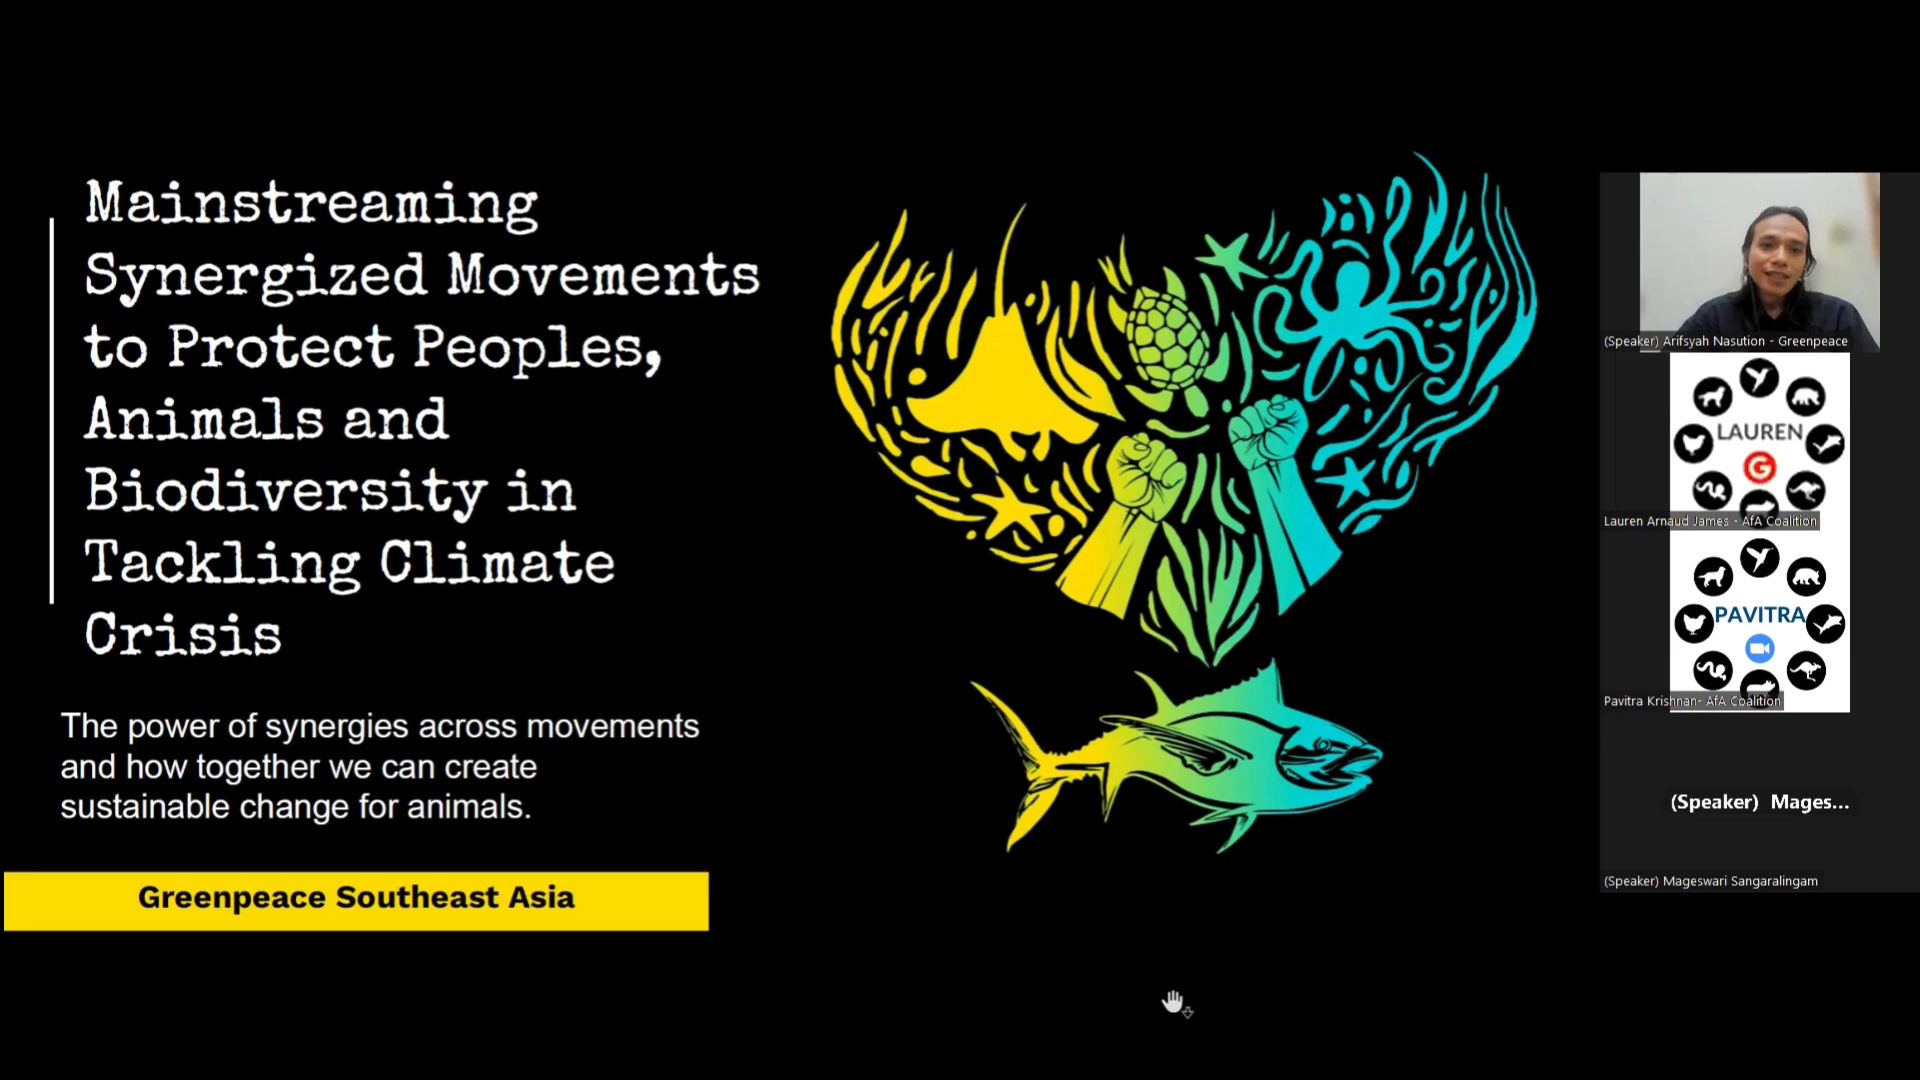 Mainstreaming
Synergized Movements
to Protect Peoples,
Animals and
Biodiversity in
Tackling Climate
Crisis
The power of synergies across movements
and how together we can create
sustainable change for animals.
Greenpeace Southeast Asia
(Speaker) Arifsyah Nasution - Greenpeace
LAUREN
G
Lauren Arnaud James - AfA Coalition
PAVITRA
Pavitra Krishnan- AfA Coalition
(Speaker) Mages...
(Speaker) Mageswari Sangaralingam